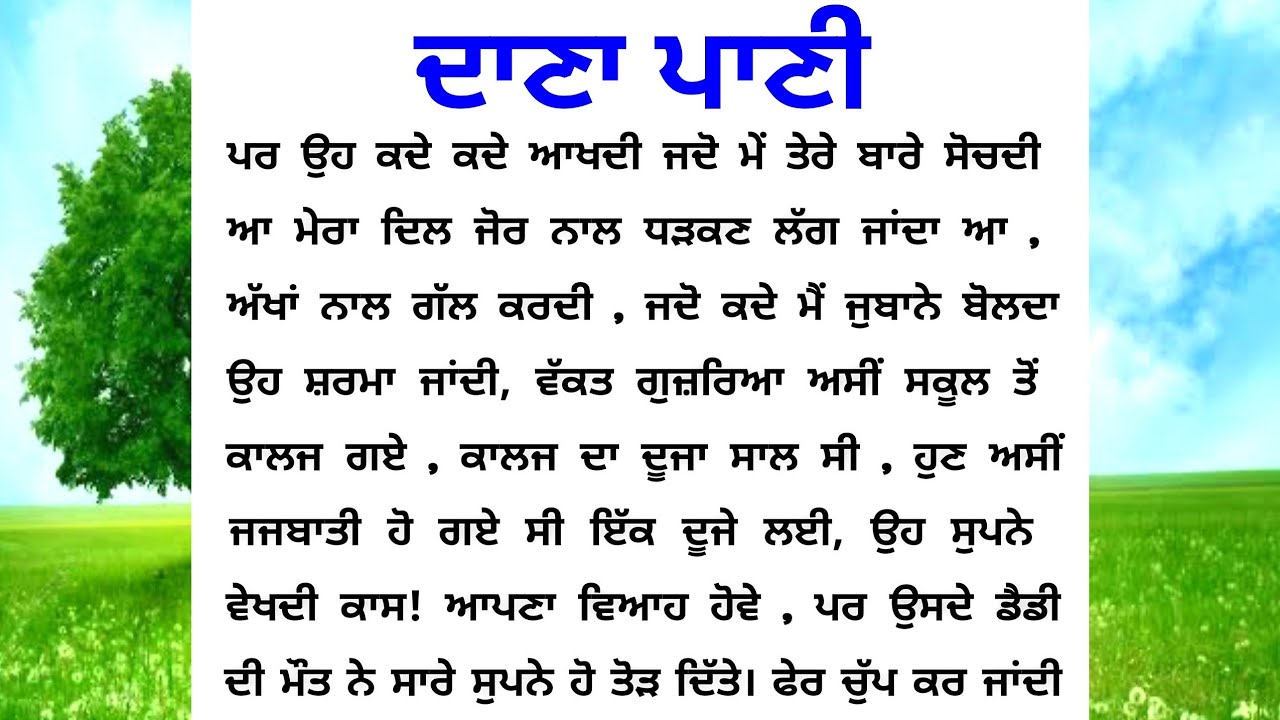 ਦਾਣਾ ਪਾਣੀ
ਪਰ ਉਹ ਕਦੇ ਕਦੇ ਆਖਦੀ ਜਦੋ ਮੇਂ ਤੇਰੇ ਬਾਰੇ ਸੋਚਦੀ
ਆ ਮੇਰਾ ਦਿਲ ਜੋਰ ਨਾਲ ਧੜਕਣ ਲੱਗ ਜਾਂਦਾ ਆ ,
ਅੱਖਾਂ ਨਾਲ ਗੱਲ ਕਰਦੀ , ਜਦੋ ਕਦੇ ਮੈਂ ਜੁਬਾਨੇ ਬੋਲਦਾ
ਉਹ ਸ਼ਰਮਾ ਜਾਂਦੀ, ਵੱਕਤ ਗੁਜ਼ਰਿਆ ਅਸੀਂ ਸਕੂਲ ਤੋਂ
ਕਾਲਜ ਗਏ , ਕਾਲਜ ਦਾ ਦੂਜਾ ਸਾਲ ਸੀ , ਹੁਣ ਅਸੀਂ
ਜਜਬਾਤੀ ਹੋ ਗਏ ਸੀ ਇੱਕ ਦੂਜੇ ਲਈ, ਉਹ ਸੁਪਨੇ
ਵੇਖਦੀ ਕਾਸ! ਆਪਣਾ ਵਿਆਹ ਹੋਵੇ , ਪਰ ਉਸਦੇ ਡੈਡੀ
ਦੀ ਮੌਤ ਨੇ ਸਾਰੇ ਸੁਪਨੇ ਹੋ ਤੋੜ ਦਿੱਤੇ। ਫੇਰ ਚੁੱਪ ਕਰ ਜਾਂਦੀ